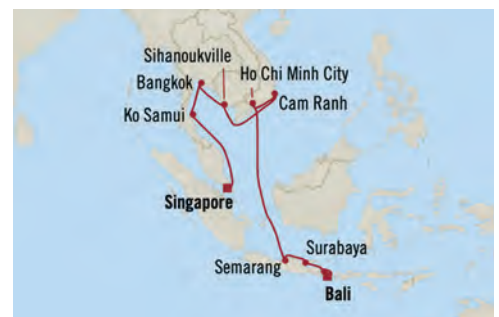 Sihanoukville
Ho Chi Minh City
Bangkok
Cam Ranh
Ko Samui
Singapore
Surabaya
Semarang
Bali